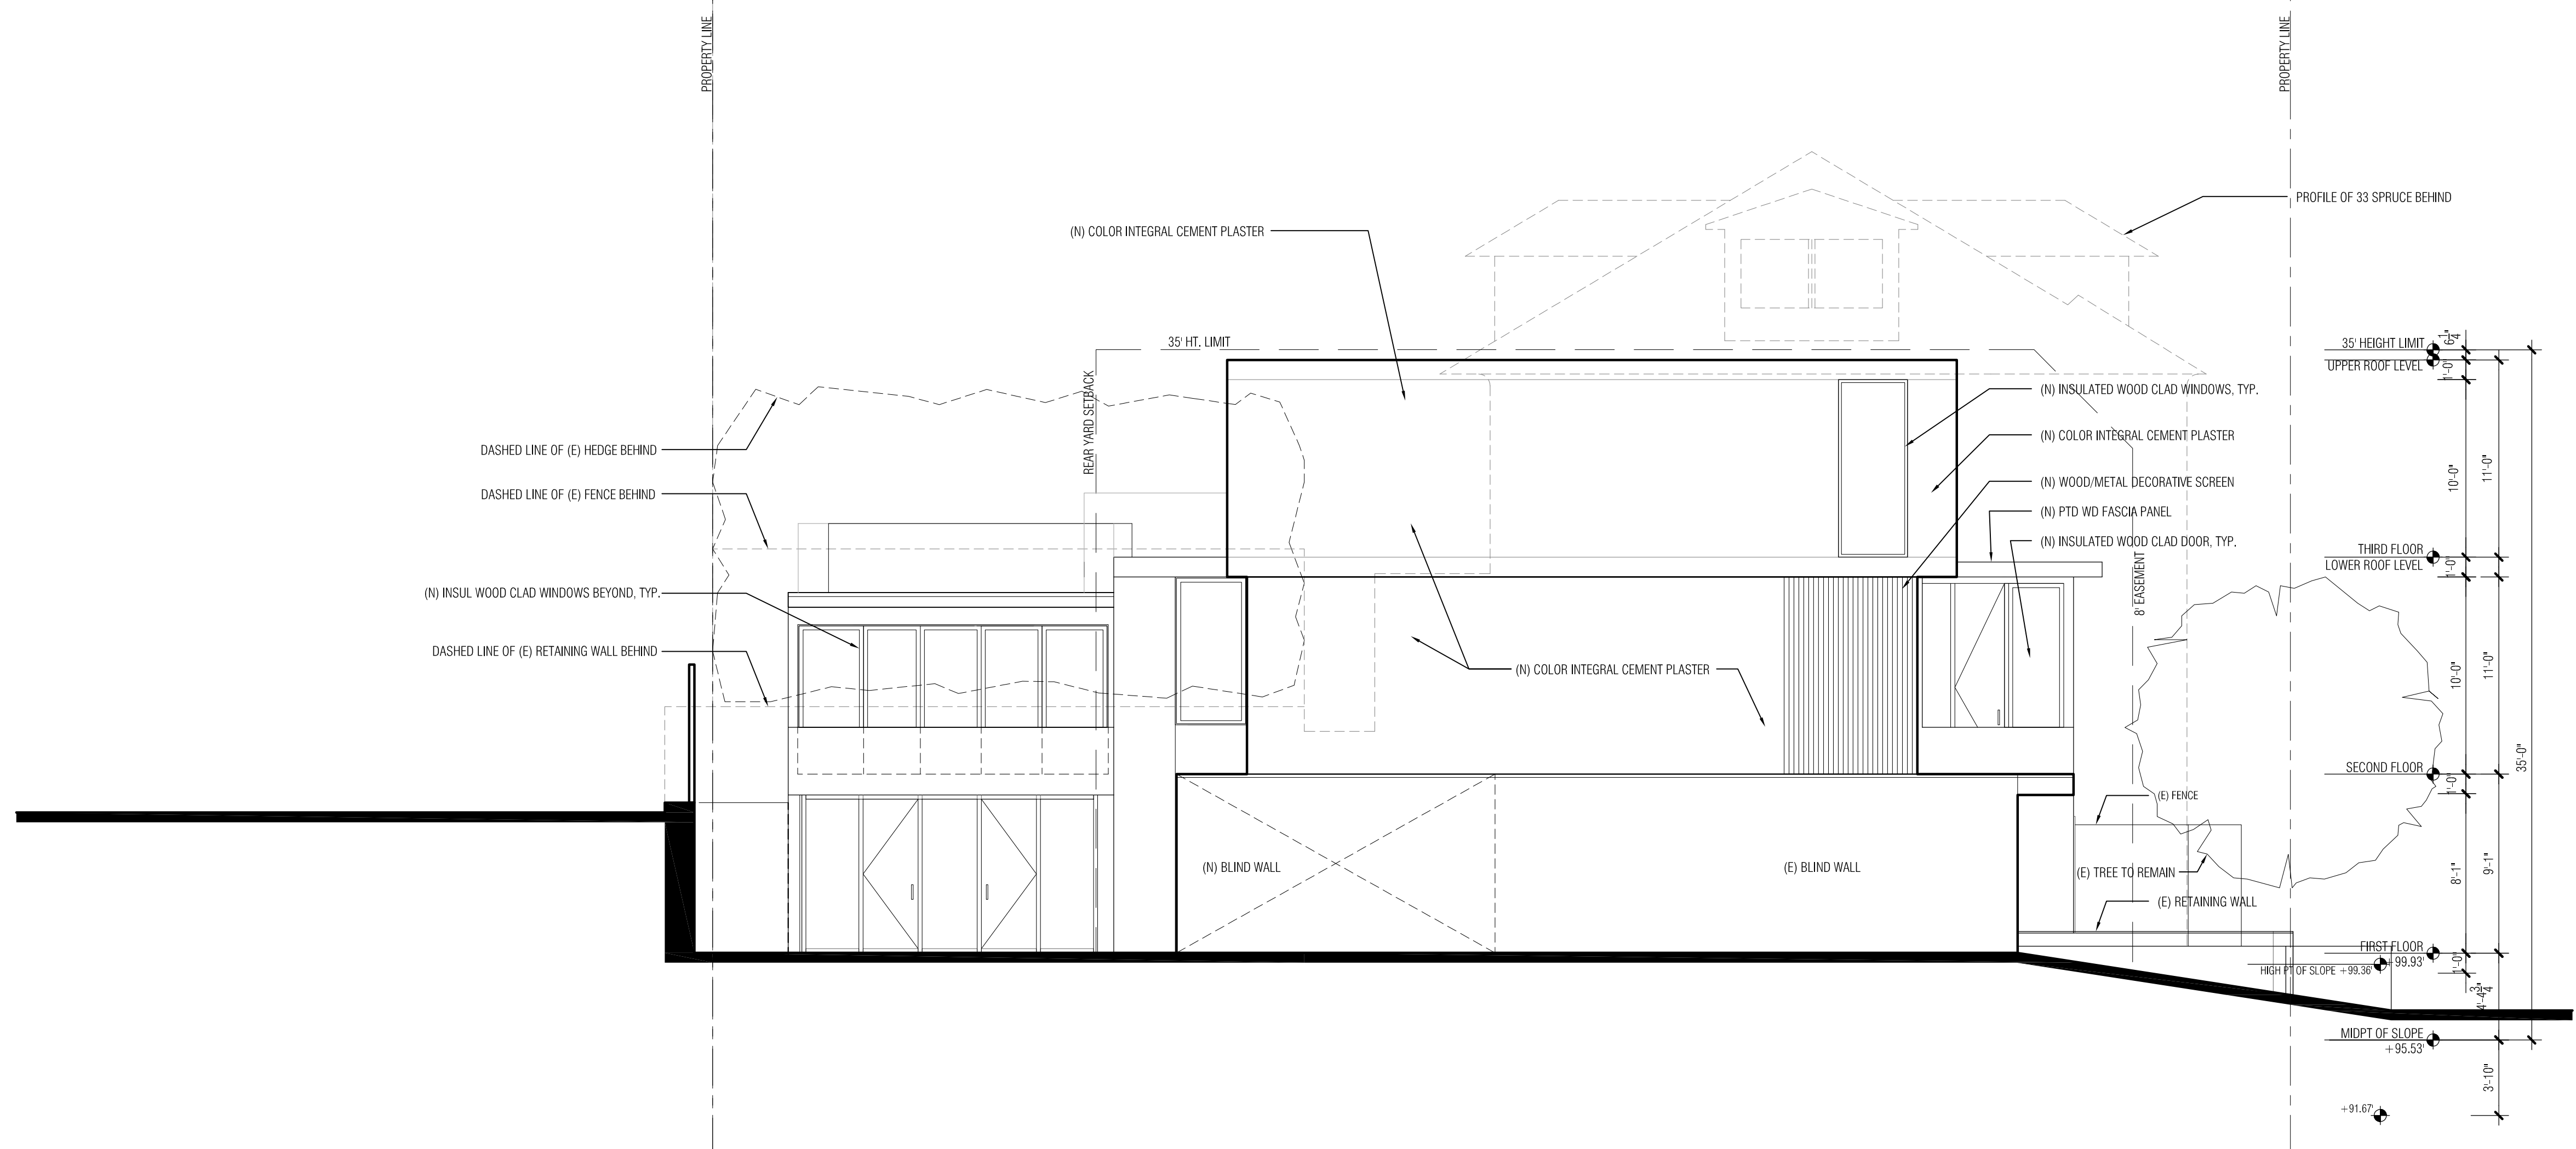 PROPERTY LINE
PROPERTY LINE
PROFILE OF 33 SPRUCE BEHIND
(N) COLOR INTEGRAL CEMENT PLASTER
35' HT. LIMIT
35' HEIGHT LIMIT
6 1/4"
UPPER ROOF LEVEL
1'-0"
REAR YARD SETBACK
(N) INSULATED WOOD CLAD WINDOWS, TYP.
DASHED LINE OF (E) HEDGE BEHIND
(N) COLOR INTEGRAL CEMENT PLASTER
DASHED LINE OF (E) FENCE BEHIND
(N) WOOD/METAL DECORATIVE SCREEN
10'-0"
11'-0"
(N) PTD WD FASCIA PANEL
(N) INSULATED WOOD CLAD DOOR, TYP.
THIRD FLOOR
LOWER ROOF LEVEL
1'-0"
8' EASEMENT
(N) INSUL WOOD CLAD WINDOWS BEYOND, TYP.
DASHED LINE OF (E) RETAINING WALL BEHIND
(N) COLOR INTEGRAL CEMENT PLASTER
10'-0"
11'-0"
35'-0"
SECOND FLOOR
1'-0"
(E) FENCE
(N) BLIND WALL
(E) BLIND WALL
(E) TREE TO REMAIN
8'-1"
9'-1"
(E) RETAINING WALL
FIRST FLOOR
+99.93'
HIGH PT OF SLOPE +99.36'
1'-0"
4'-4 3/4"
MIDPT OF SLOPE
+95.53'
3'-10"
+91.67'